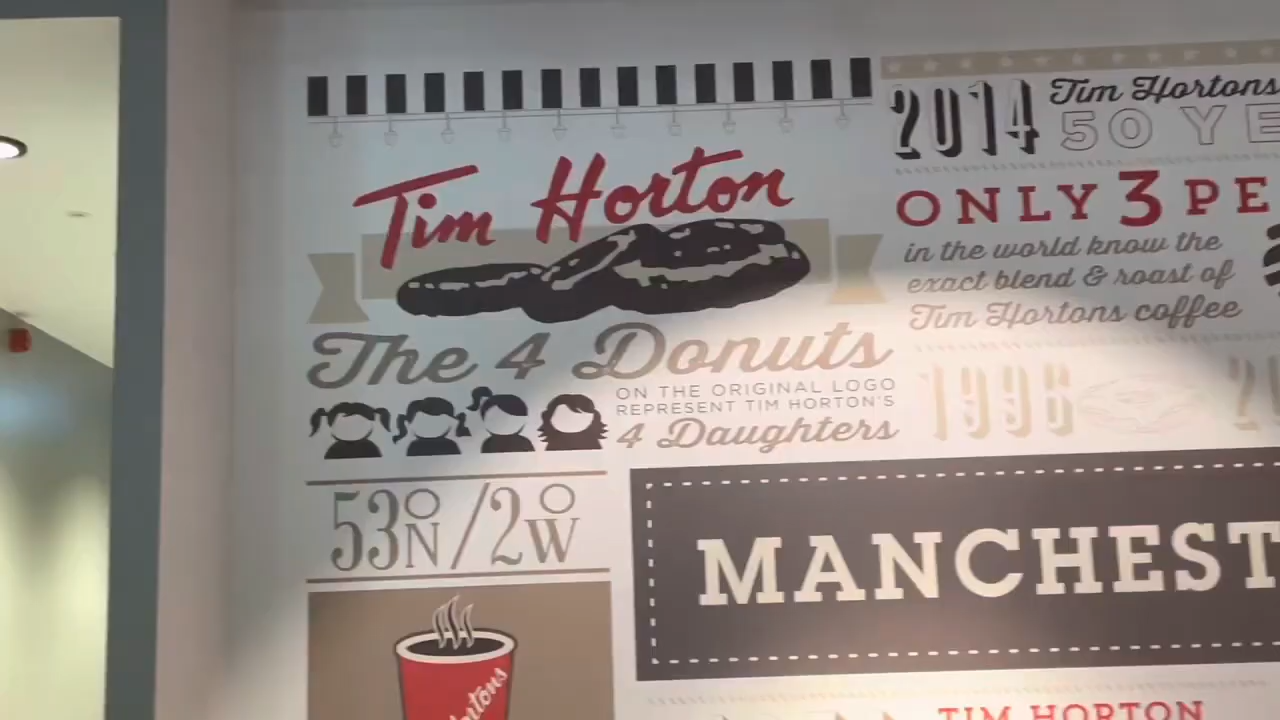 Tim Horton
The 4 Donuts
ON THE ORIGINAL LOGO
REPRESENT TIM HORTON'S
4 Daughters
53°N/2°W
2014 Tim Hortons
50 YE
ONLY 3 PE
in the world know the
exact blend & roast of
Tim Hortons coffee
1996
MANCHEST
TIM HORTON